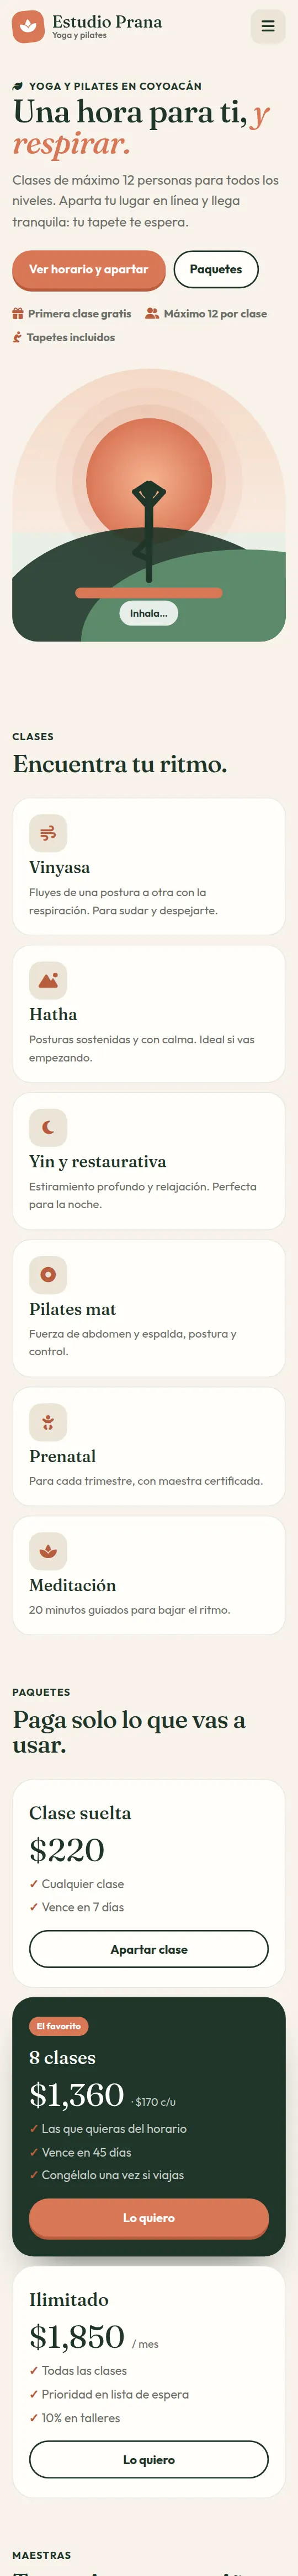 Estudio Prana
Yoga y pilates
YOGA Y PILATES EN COYOACÁN
Una hora para ti, y
respirar.
Clases de máximo 12 personas para todos los
niveles. Aparta tu lugar en línea y llega
tranquila: tu tapete te espera.
Ver horario y apartar
Paquetes
Primera clase gratis
Máximo 12 por clase
Tapetes incluidos
Inhala...
CLASES
Encuentra tu ritmo.
Vinyasa
Fluyes de una postura a otra con la
respiración. Para sudar y despejarte.
Hatha
Posturas sostenidas y con calma. Ideal si vas
empezando.
Yin y restaurativa
Estiramiento profundo y relajación. Perfecta
para la noche.
Pilates mat
Fuerza de abdomen y espalda, postura y
control.
Prenatal
Para cada trimestre, con maestra certificada.
Meditación
20 minutos guiados para bajar el ritmo.
PAQUETES
Paga solo lo que vas a
usar.
Clase suelta
$220
✓ Cualquier clase
✓ Vence en 7 días
Apartar clase
El favorito
8 clases
$1,360 · $170 c/u
✓ Las que quieras del horario
✓ Vence en 45 días
✓ Congélalo una vez si viajas
Lo quiero
Ilimitado
$1,850 / mes
✓ Todas las clases
✓ Prioridad en lista de espera
✓ 10% en talleres
Lo quiero
MAESTRAS